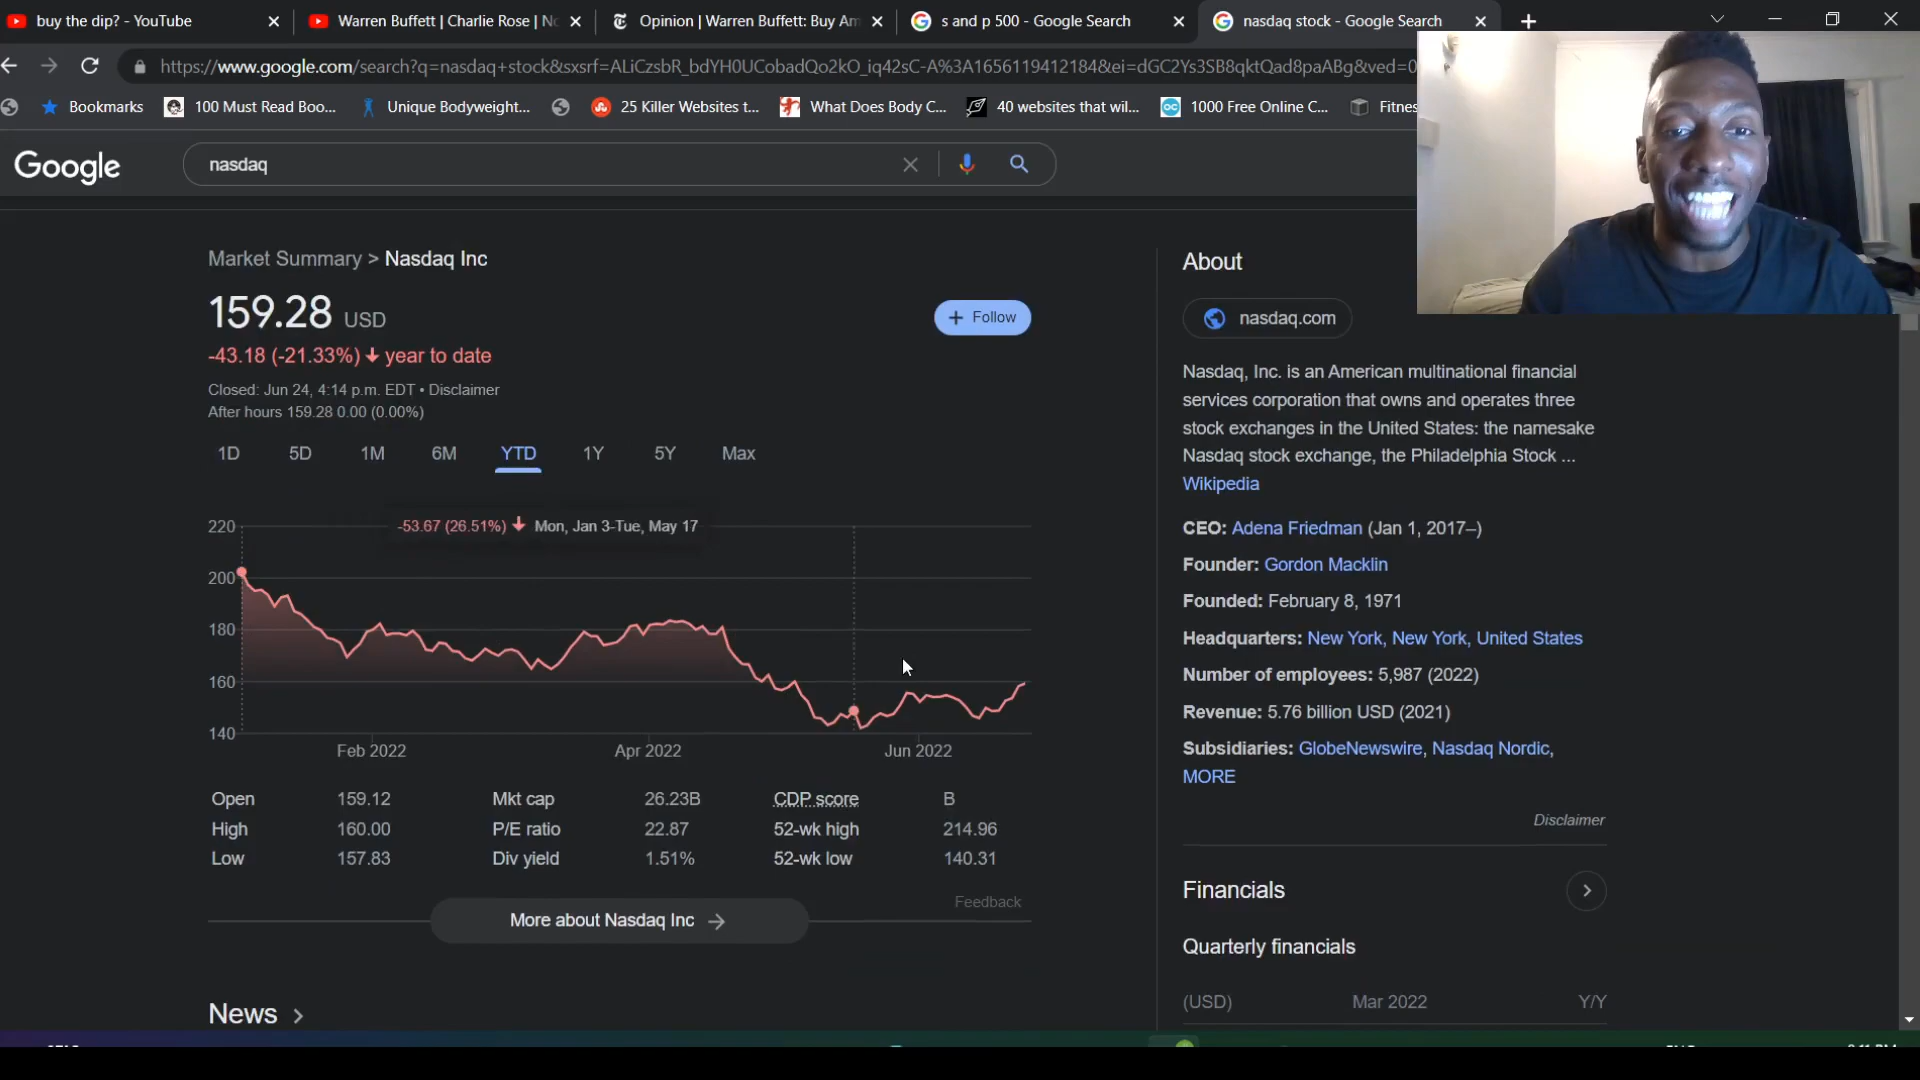 buy the dip? - YouTube
Warren Buffett | Charlie Rose | No
Opinion | Warren Buffett: Buy Am
s and p 500 - Google Search
nasdaq stock - Google Search
https://www.google.com/search?q=nasdaq+stock&sxsrf=ALiCzsbR_bdYH0UCobadQo2kO_iq42sC-A%3A1656119412184&ei=dGC2Ys3SB8qktQad8paABg&ved=0
Bookmarks
100 Must Read Boo...
Unique Bodyweight...
25 Killer Websites t...
What Does Body C...
40 websites that wil...
1000 Free Online C...
Fitnes
Google
nasdaq
Market Summary > Nasdaq Inc
159.28 USD
+ Follow
-43.18 (-21.33%) year to date
Closed: Jun 24, 4:14 p.m. EDT • Disclaimer
After hours 159.28 0.00 (0.00%)
1D 5D 1M 6M YTD 1Y 5Y Max
-53.67 (26.51%) Mon, Jan 3-Tue, May 17
220
200
180
160
140
Feb 2022 Apr 2022 Jun 2022
Open 159.12 Mkt cap 26.23B CDP score B
High 160.00 P/E ratio 22.87 52-wk high 214.96
Low 157.83 Div yield 1.51% 52-wk low 140.31
Feedback
More about Nasdaq Inc →
News >
About
nasdaq.com
Nasdaq, Inc. is an American multinational financial
services corporation that owns and operates three
stock exchanges in the United States: the namesake
Nasdaq stock exchange, the Philadelphia Stock ...
Wikipedia
CEO: Adena Friedman (Jan 1, 2017–)
Founder: Gordon Macklin
Founded: February 8, 1971
Headquarters: New York, New York, United States
Number of employees: 5,987 (2022)
Revenue: 5.76 billion USD (2021)
Subsidiaries: GlobeNewswire, Nasdaq Nordic,
MORE
Disclaimer
Financials
Quarterly financials
(USD) Mar 2022 Y/Y